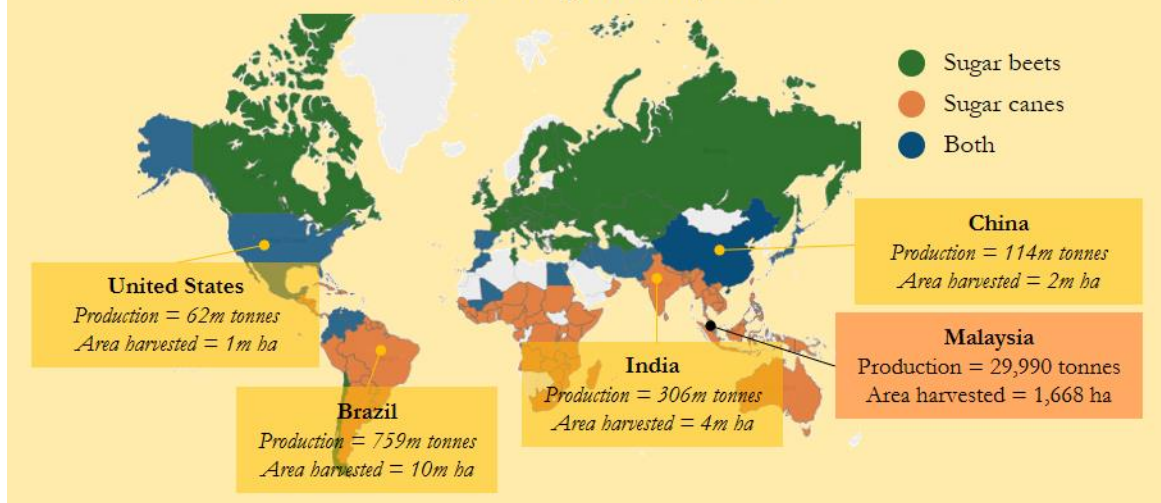 Sugar beets
Sugar canes
Both
China
Production = 114m tonnes
Area harvested = 2m ha
United States
Production = 62m tonnes
Area harvested = 1m ha
Malaysia
Production = 29,990 tonnes
Area harvested = 1,668 ha
India
Production = 306m tonnes
Area harvested = 4m ha
Brazil
Production = 759m tonnes
Area harvested = 10m ha